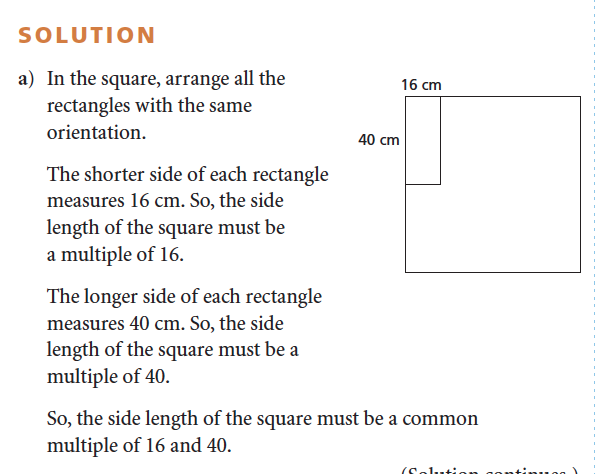 SOLUTION
a) In the square, arrange all the
rectangles with the same
orientation.
The shorter side of each rectangle
measures 16 cm. So, the side
length of the square must be
a multiple of 16.
The longer side of each rectangle
measures 40 cm. So, the side
length of the square must be a
multiple of 40.
So, the side length of the square must be a common
multiple of 16 and 40.
16 cm
40 cm
(Solution continues.)